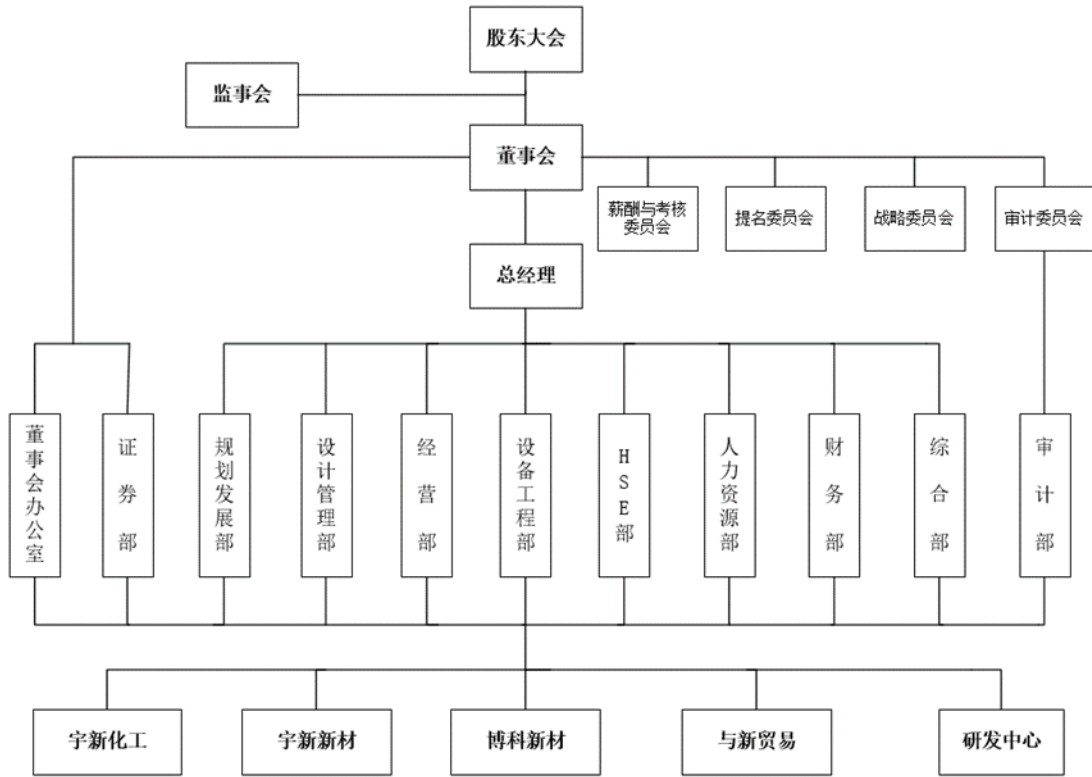 股东大会
监事会
董事会
薪酬与考核
委员会
提名委员会
战略委员会
审计委员会
总经理
董事会办公室
证券部
规划发展部
设计管理部
经营部
设备工程部
HSE部
人力资源部
财务部
综合部
审计部
宇新化工
宇新新材
博科新材
与新贸易
研发中心